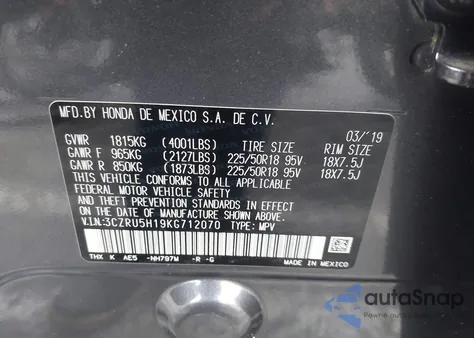 MFD.BY HONDA DE MEXICO S.A. DE C.V.
03/'19
GVWR 1815KG (4001LBS) TIRE SIZE RIM SIZE
GAWR F 965KG (2127LBS) 225/50R18 95V 18X7.5J
GAWR R 850KG (1873LBS) 225/50R18 95V 18X7.5J
THIS VEHICLE CONFORMS TO ALL APPLICABLE
FEDERAL MOTOR VEHICLE SAFETY, BUMPER,
AND THEFT PREVENTION STANDARDS IN EFFECT
ON THE DATE OF MANUFACTURE SHOWN ABOVE.
V.I.N.:3CZRU5H19KG712070 TYPE: MPV
THX K AE5 -NH797M -R -G
MADE IN MEXICO
autoSnap